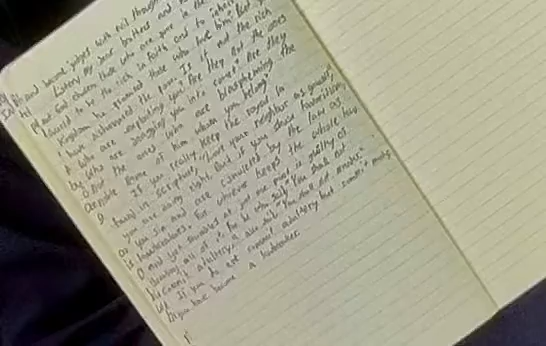 and become judges with evil thoughts
Listen, my dear brothers and
God chosen those who are poor in the
to be rich in faith and to inherit
Kingdom he promised those who love him? But you
have dishonored the poor. Is it not the rich
who are exploiting you? Are they not the ones
who are dragging you into court? Are they
not the ones who are blaspheming the
name of him to whom you belong?
If you really keep the royal law
found in scripture, "Love your neighbor as yourself,"
you are doing right. But if you show favoritism,
you sin and are convicted by the law as
lawbreakers. For whoever keeps the whole law
and yet stumbles at just one point is guilty of
breaking all of it. For he who said "You shall not
commit adultery," also said "You shall not murder."
If you do not commit adultery but commit murder
you have become a lawbreaker.